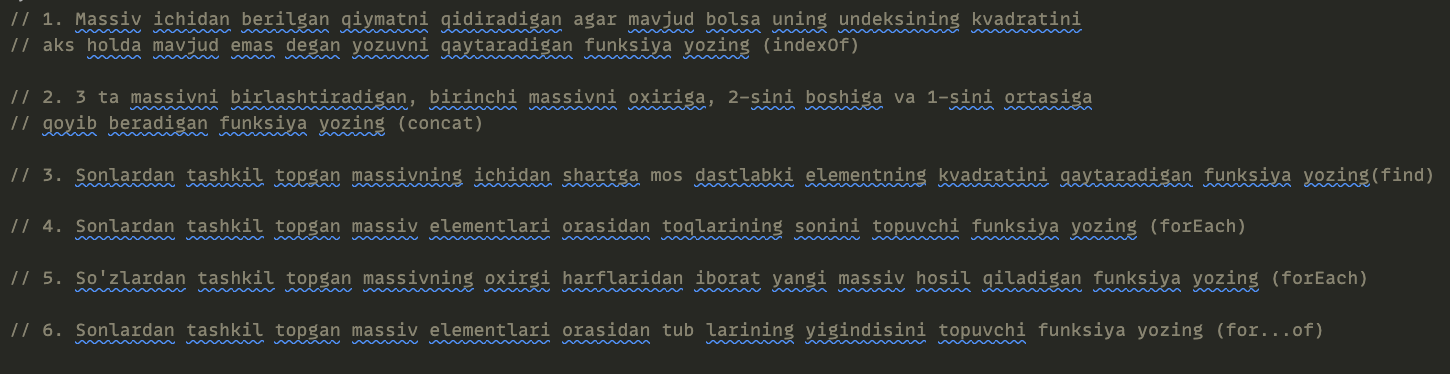 // 1. Massiv ichidan berilgan qiymatni qidiradigan agar mavjud bolsa uning undeksining kvadratini
// aks holda mavjud emas degan yozuvni qaytaradigan funksiya yozing (indexOf)
// 2. 3 ta massivni birlashtiradigan, birinchi massivni oxiriga, 2-sini boshiga va 1-sini ortasiga
// qoyib beradigan funksiya yozing (concat)
// 3. Sonlardan tashkil topgan massivning ichidan shartga mos dastlabki elementning kvadratini qaytaradigan funksiya yozing(find)
// 4. Sonlardan tashkil topgan massiv elementlari orasidan toqlarining sonini topuvchi funksiya yozing (forEach)
// 5. So'zlardan tashkil topgan massivning oxirgi harflaridan iborat yangi massiv hosil qiladigan funksiya yozing (forEach)
// 6. Sonlardan tashkil topgan massiv elementlari orasidan tub larining yigindisini topuvchi funksiya yozing (for...of)